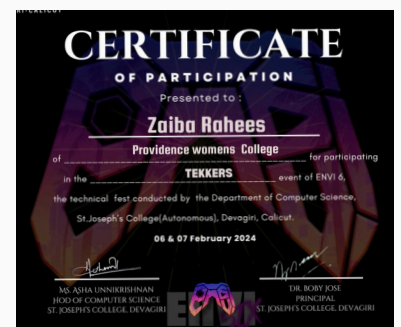 CERTIFICATE
OF PARTICIPATION
Presented to :
Zaiba Rahees
of Providence womens College for participating
in the TEKKERS event of ENVI 6,
the technical fest conducted by the Department of Computer Science,
St.Joseph's College(Autonomous), Devagiri, Calicut.
06 & 07 February 2024
Ms. Asha Unnikrishnan
HOD of Computer Science
St. Joseph's College, Devagiri
Dr. Boby Jose
Principal
St. Joseph's College, Devagiri